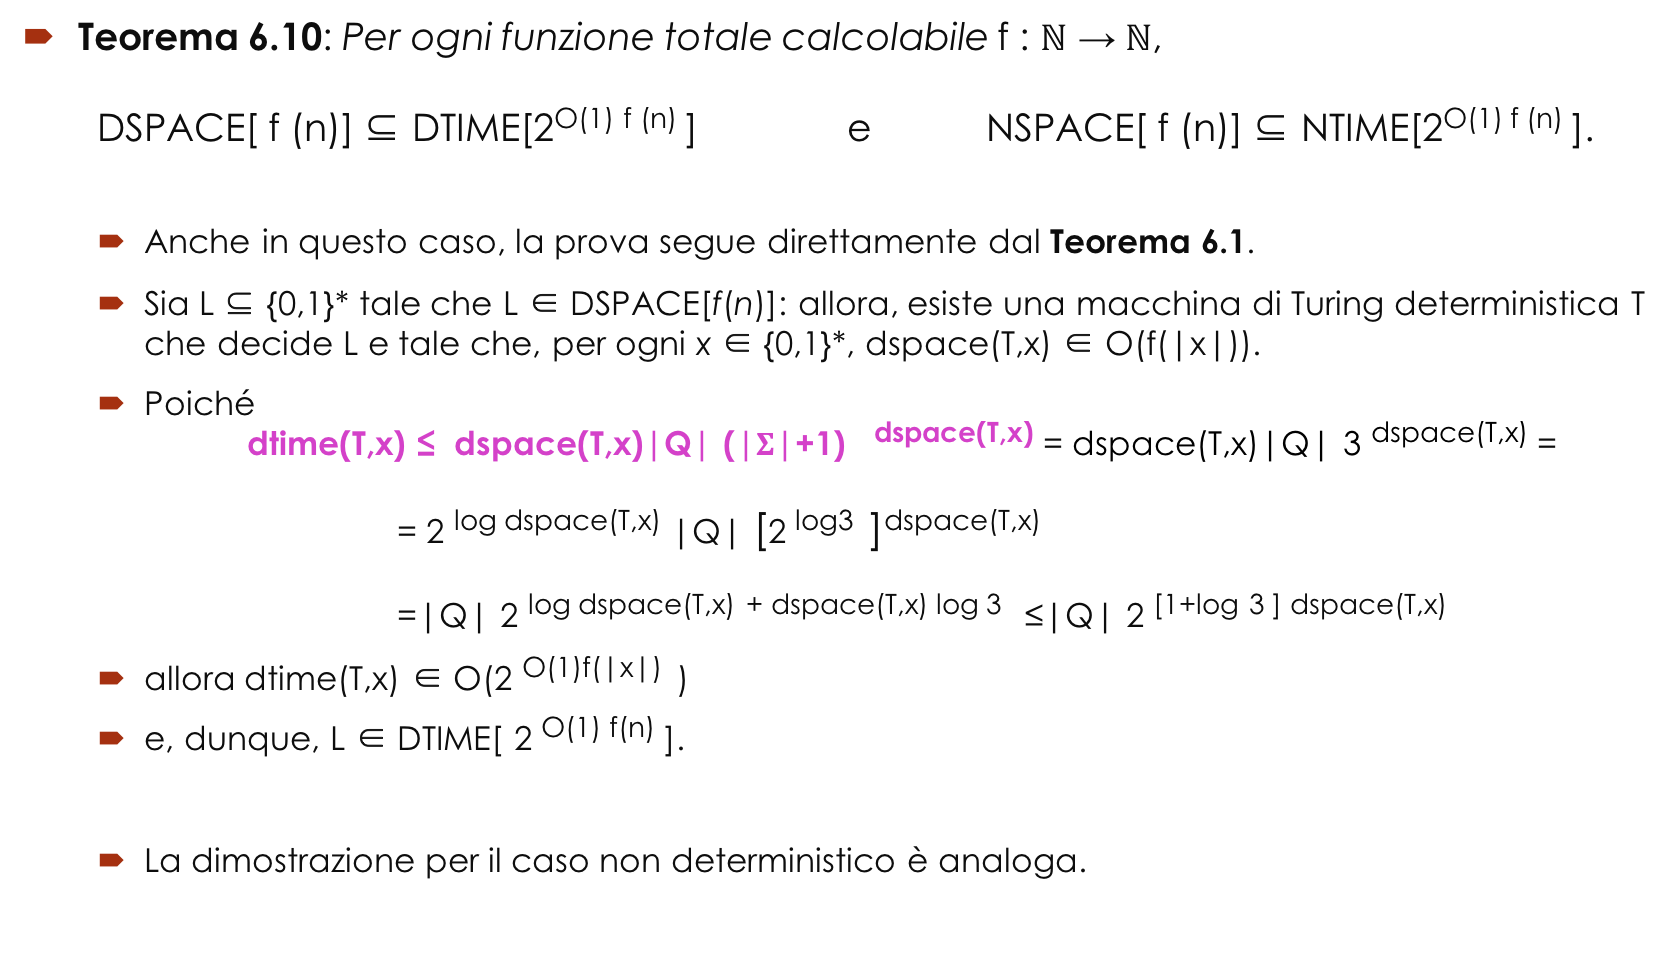 Teorema 6.10: Per ogni funzione totale calcolabile f : ℕ → ℕ,
DSPACE[ f (n)] ⊆ DTIME[2^O(1) f (n) ] e NSPACE[ f (n)] ⊆ NTIME[2^O(1) f (n) ].
Anche in questo caso, la prova segue direttamente dal Teorema 6.1.
Sia L ⊆ {0,1}* tale che L ∈ DSPACE[f(n)]: allora, esiste una macchina di Turing deterministica T
che decide L e tale che, per ogni x ∈ {0,1}*, dspace(T,x) ∈ O(f(|x|)).
Poiché
dtime(T,x) ≤ dspace(T,x)|Q| (|Σ|+1) ^dspace(T,x) = dspace(T,x)|Q| 3 ^dspace(T,x) =
= 2 ^log dspace(T,x) |Q| [2 ^log3 ]^dspace(T,x)
=|Q| 2 ^log dspace(T,x) + dspace(T,x) log 3 ≤|Q| 2 ^[1+log 3 ] dspace(T,x)
allora dtime(T,x) ∈ O(2 ^O(1)f(|x|) )
e, dunque, L ∈ DTIME[ 2 ^O(1) f(n) ].
La dimostrazione per il caso non deterministico è analoga.